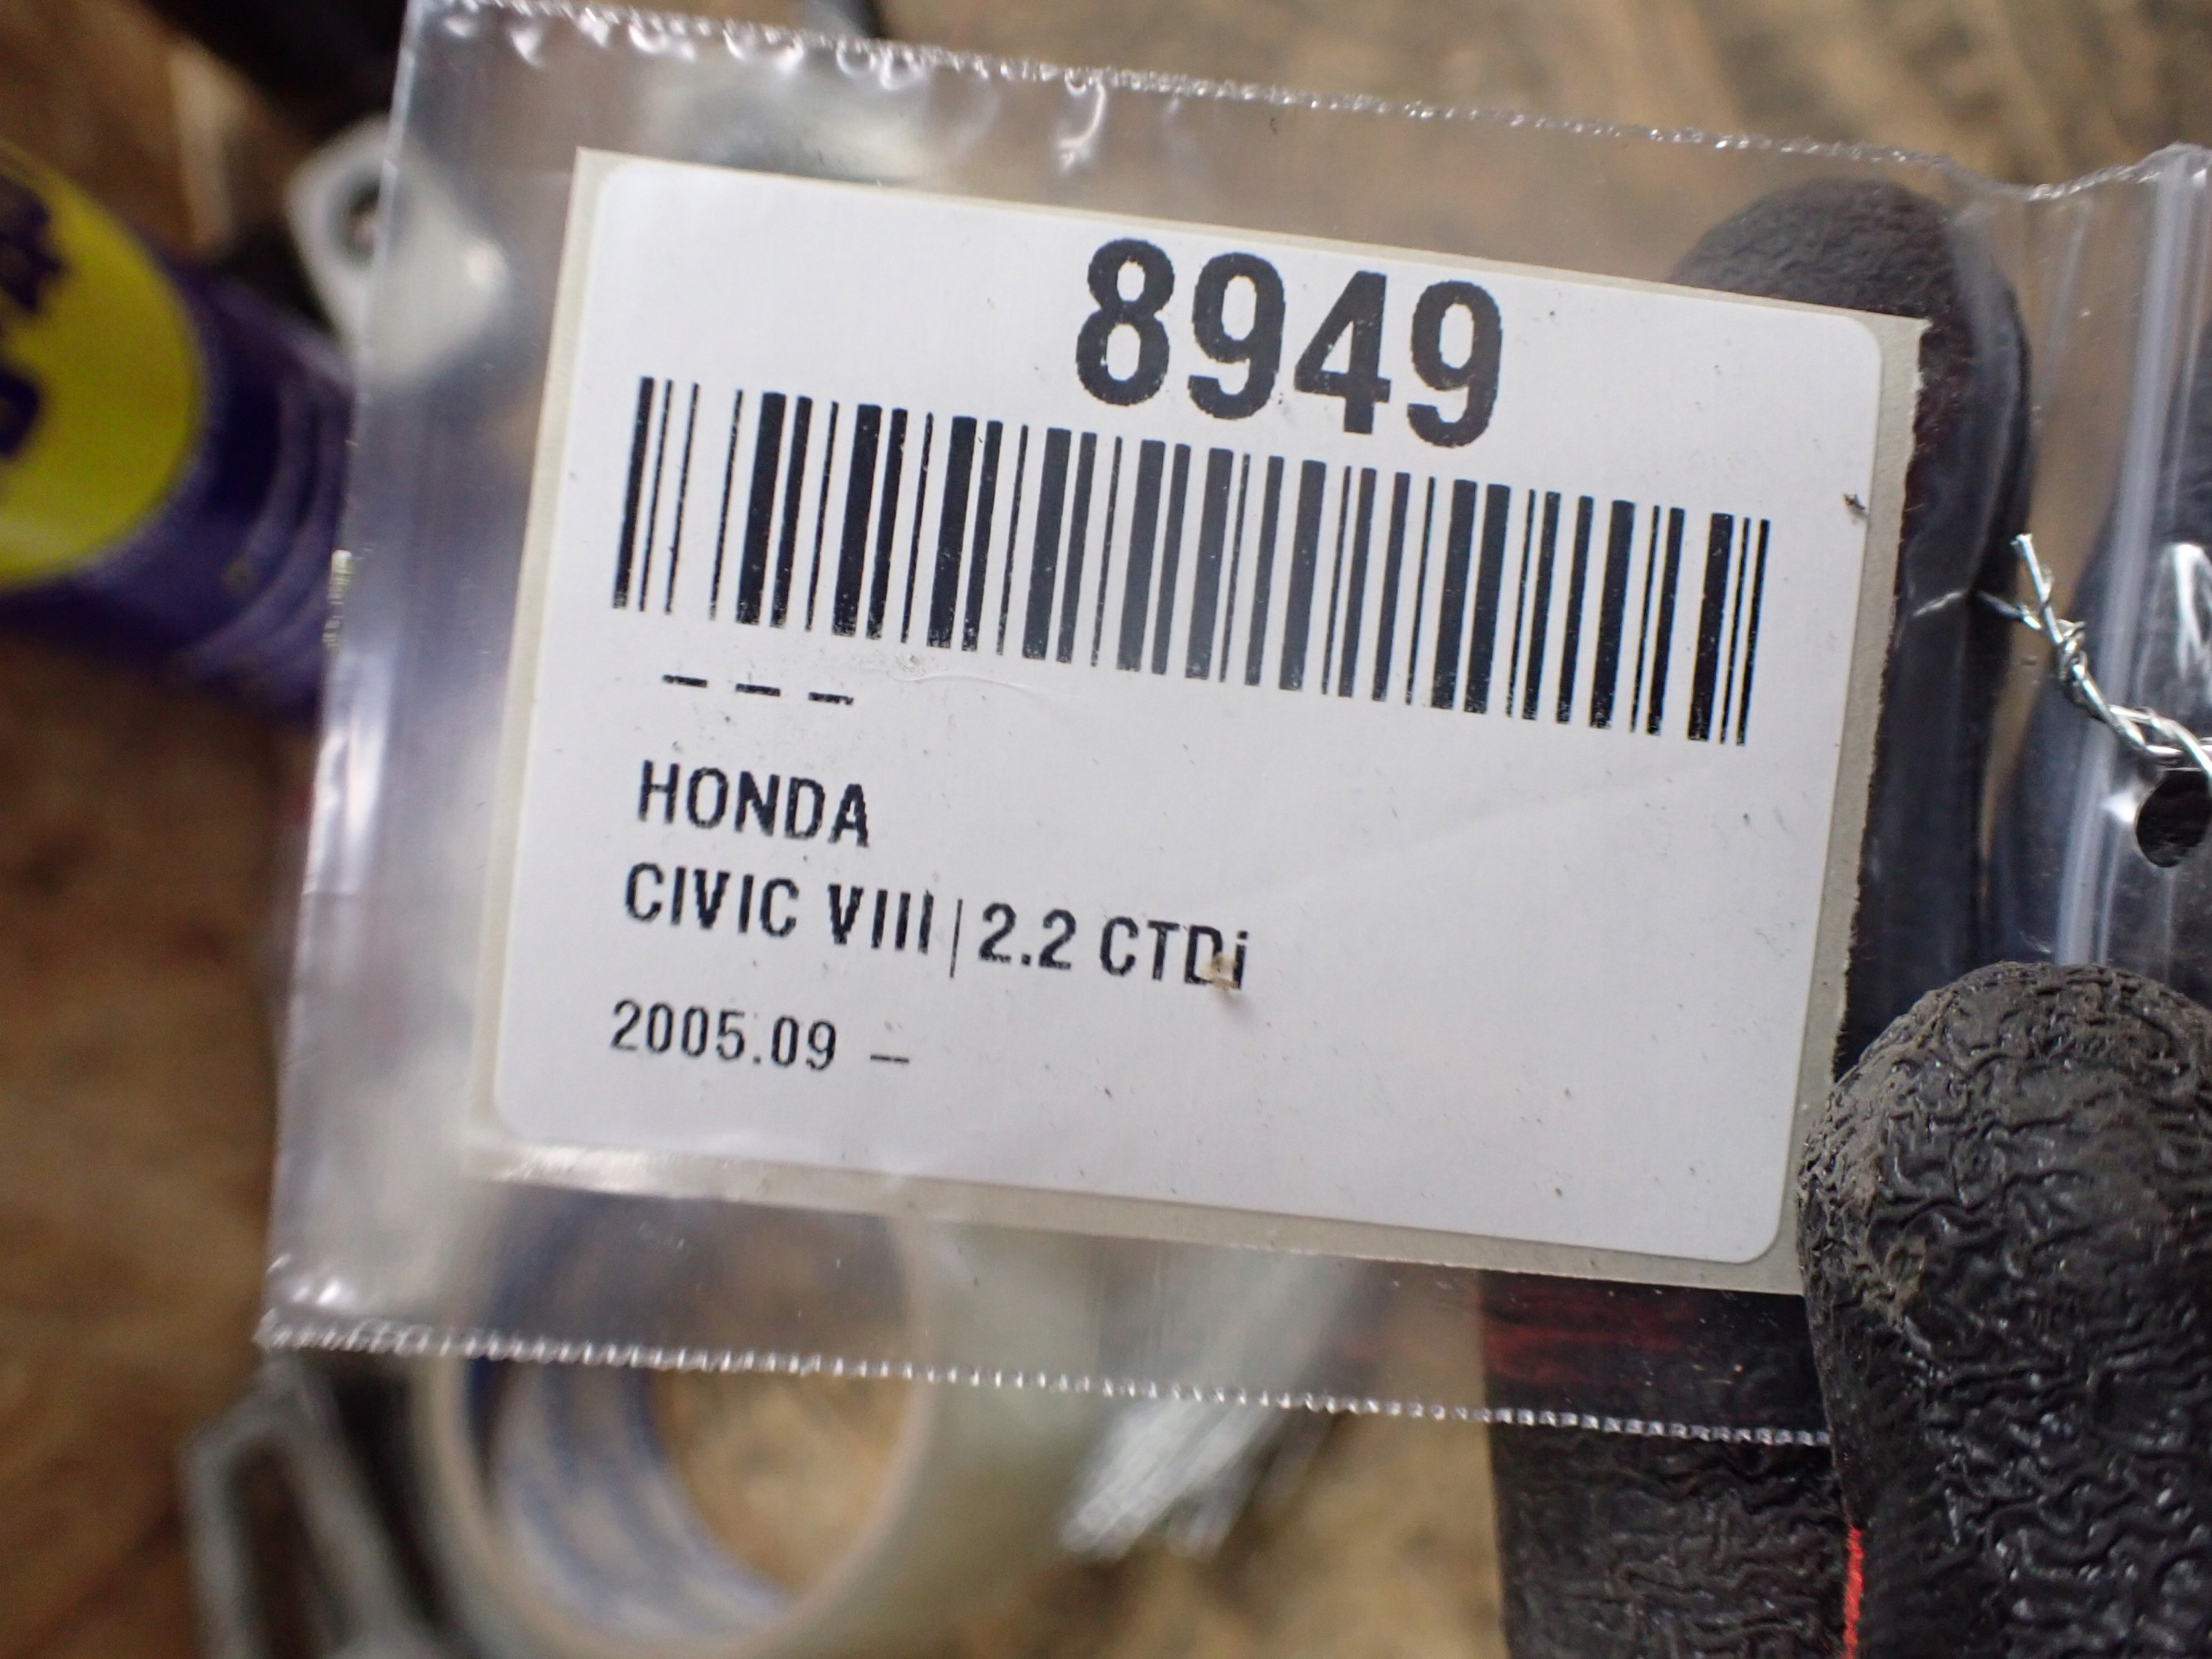 8949
– – –
HONDA
CIVIC VIII | 2.2 CTDi
2005.09 –